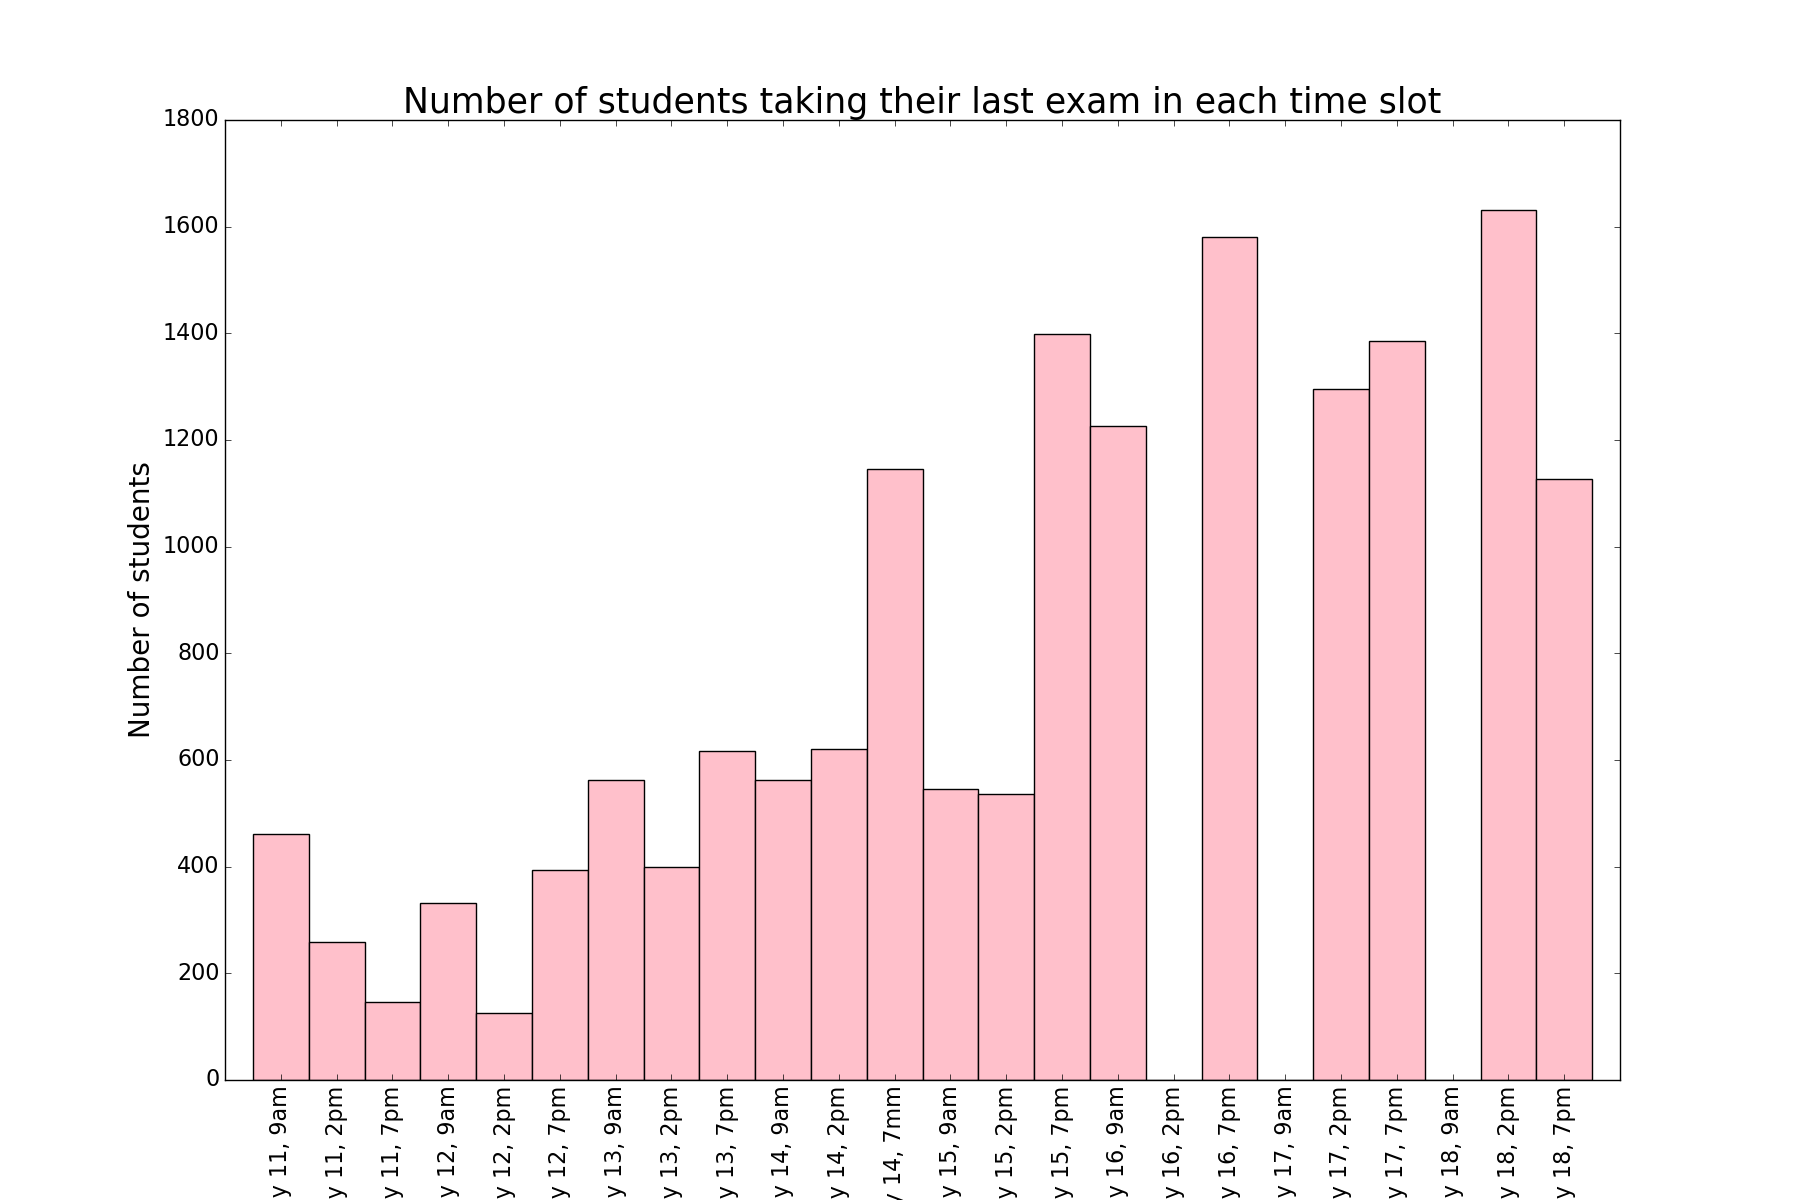 Number of students taking their last exam in each time slot
1800
1600
1400
1200
1000
800
600
400
200
0
Number of students
y 11, 9am
y 11, 2pm
y 11, 7pm
y 12, 9am
y 12, 2pm
y 12, 7pm
y 13, 9am
y 13, 2pm
y 13, 7pm
y 14, 9am
y 14, 2pm
y 14, 7mm
y 15, 9am
y 15, 2pm
y 15, 7pm
y 16, 9am
y 16, 2pm
y 16, 7pm
y 17, 9am
y 17, 2pm
y 17, 7pm
y 18, 9am
y 18, 2pm
y 18, 7pm